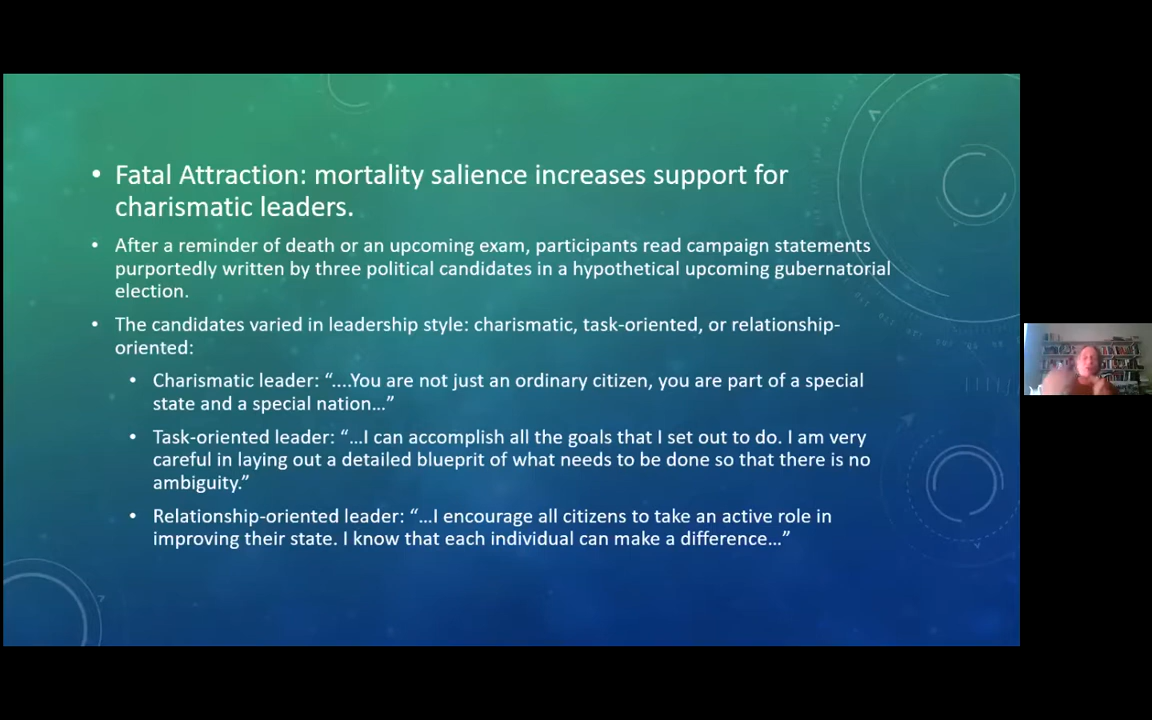 • Fatal Attraction: mortality salience increases support for
charismatic leaders.
• After a reminder of death or an upcoming exam, participants read campaign statements
purportedly written by three political candidates in a hypothetical upcoming gubernatorial
election.
• The candidates varied in leadership style: charismatic, task-oriented, or relationship-
oriented:
• Charismatic leader: “....You are not just an ordinary citizen, you are part of a special
state and a special nation…”
• Task-oriented leader: “…I can accomplish all the goals that I set out to do. I am very
careful in laying out a detailed blueprit of what needs to be done so that there is no
ambiguity.”
• Relationship-oriented leader: “…I encourage all citizens to take an active role in
improving their state. I know that each individual can make a difference…”